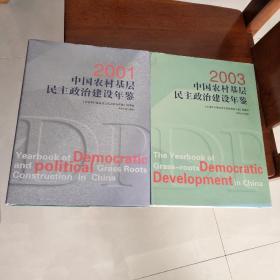 2001
中国农村基层
民主政治建设年鉴
Yearbook of Democratic
and political Grass Roots
Construction in China
2003
中国农村基层
民主政治建设年鉴
The Yearbook of
Grass-roots Democratic
Development in China